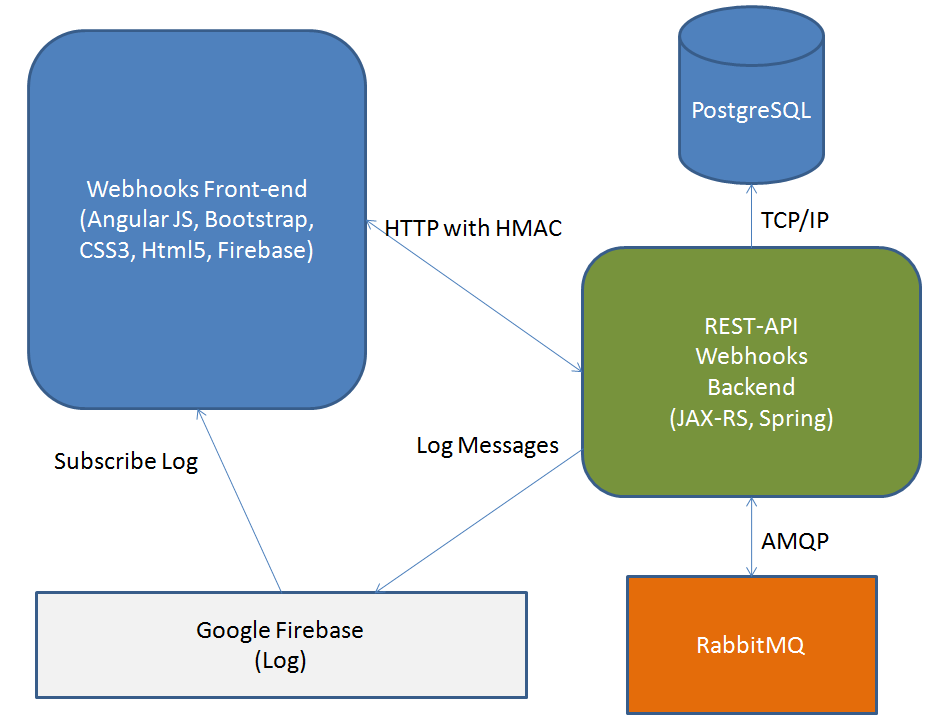 PostgreSQL
Webhooks Front-end
(Angular JS, Bootstrap,
CSS3, Html5, Firebase)
HTTP with HMAC
TCP/IP
REST-API
Webhooks
Backend
(JAX-RS, Spring)
Log Messages
Subscribe Log
AMQP
Google Firebase
(Log)
RabbitMQ